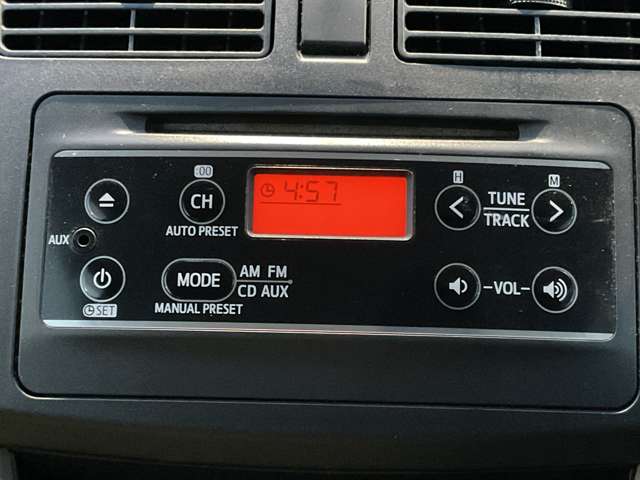 :00
H
M
CH
4:57
TUNE
TRACK
AUTO PRESET
AUX
MODE
AM FM
CD AUX
VOL
MANUAL PRESET
SET